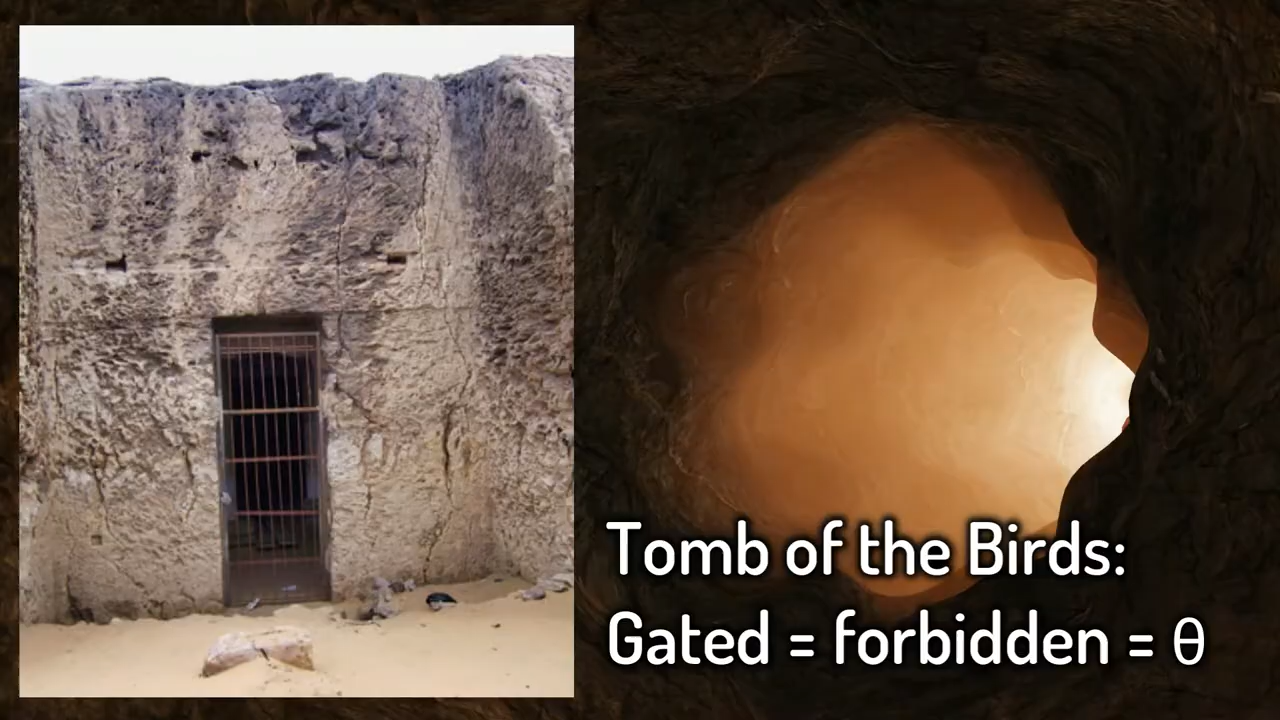 Tomb of the Birds:
Gated = forbidden = θ